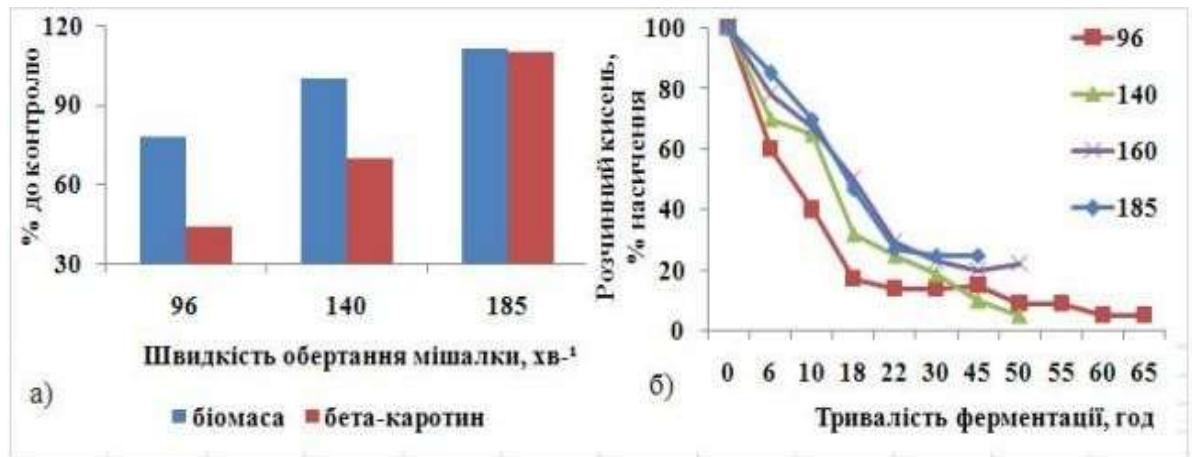 % до контролю
120
90
60
30
96 140 185
Швидкість обертання мішалки, хв-¹
а)
біомаса бета-каротин
Розчинний кисень,
% насичення
100
80
60
40
20
0
0 6 10 18 22 30 45 50 55 60 65
96
140
160
185
б)
Тривалість ферментації, год